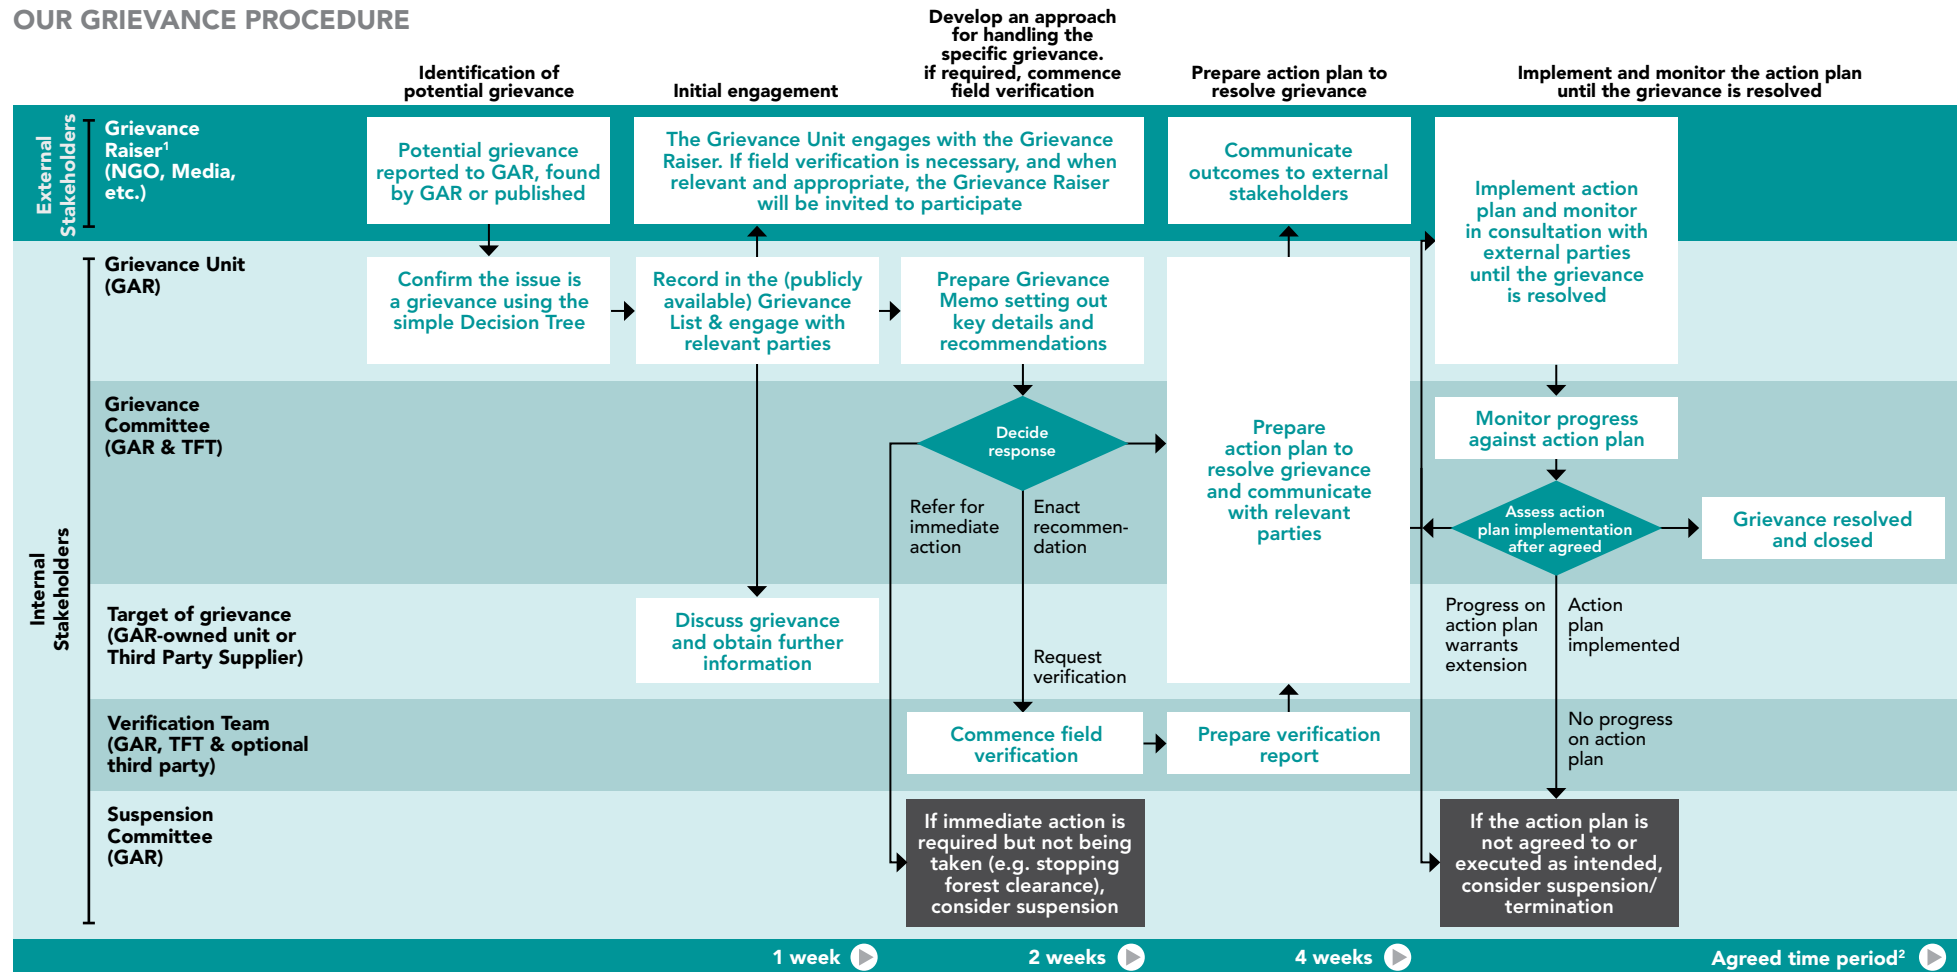 OUR GRIEVANCE PROCEDURE
Identification of
potential grievance
Initial engagement
Develop an approach
for handling the
specific grievance.
if required, commence
field verification
Prepare action plan to
resolve grievance
Implement and monitor the action plan
until the grievance is resolved
External
Stakeholders
Grievance
Raiser¹
(NGO, Media,
etc.)
Potential grievance
reported to GAR, found
by GAR or published
The Grievance Unit engages with the Grievance
Raiser. If field verification is necessary, and when
relevant and appropriate, the Grievance Raiser
will be invited to participate
Communicate
outcomes to external
stakeholders
Implement action
plan and monitor
in consultation with
external parties
until the grievance
is resolved
Internal
Stakeholders
Grievance Unit
(GAR)
Confirm the issue is
a grievance using the
simple Decision Tree
Record in the (publicly
available) Grievance
List & engage with
relevant parties
Prepare Grievance
Memo setting out
key details and
recommendations
Grievance
Committee
(GAR & TFT)
Decide
response
Refer for
immediate
action
Enact
recommen-
dation
Prepare
action plan to
resolve grievance
and communicate
with relevant
parties
Monitor progress
against action plan
Assess action
plan implementation
after agreed
Grievance resolved
and closed
Target of grievance
(GAR-owned unit or
Third Party Supplier)
Discuss grievance
and obtain further
information
Request
verification
Progress on
action plan
warrants
extension
Action
plan
implemented
Verification Team
(GAR, TFT & optional
third party)
Commence field
verification
Prepare verification
report
No progress
on action
plan
Suspension
Committee
(GAR)
If immediate action is
required but not being
taken (e.g. stopping
forest clearance),
consider suspension
If the action plan is
not agreed to or
executed as intended,
consider suspension/
termination
1 week
2 weeks
4 weeks
Agreed time period²